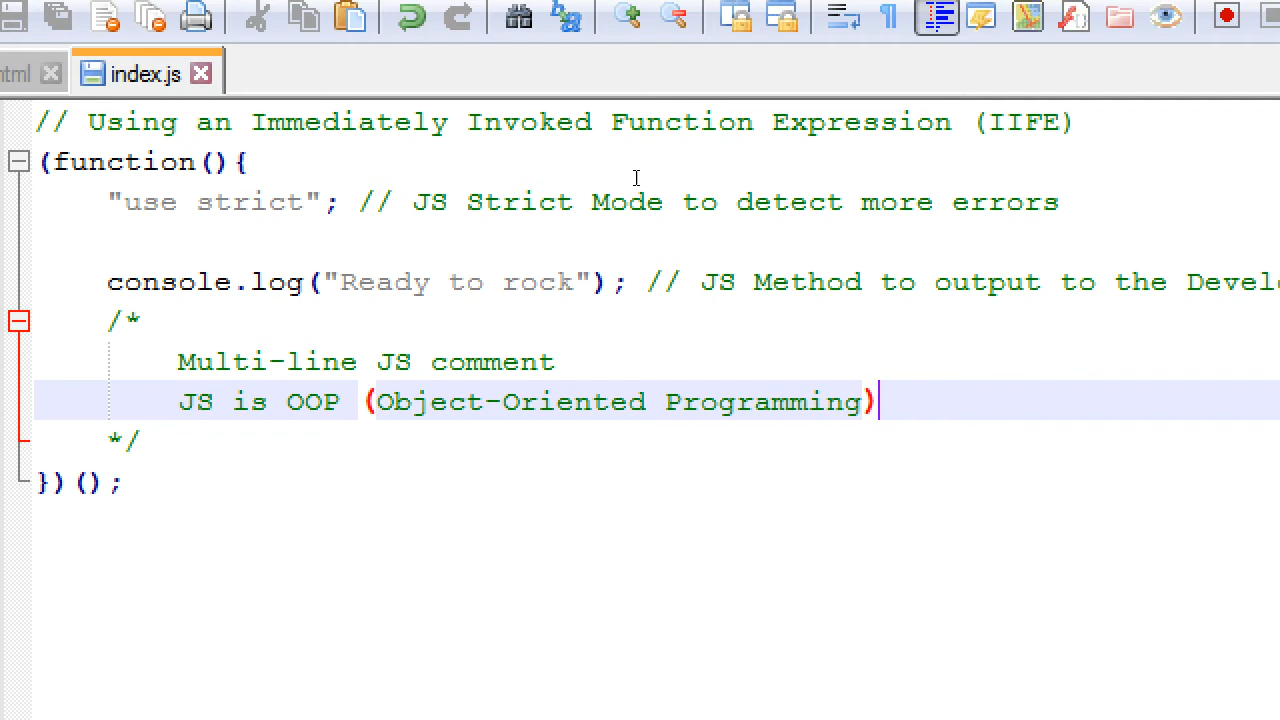 html
index.js
// Using an Immediately Invoked Function Expression (IIFE)
(function(){
"use strict"; // JS Strict Mode to detect more errors
console.log("Ready to rock"); // JS Method to output to the Develo
/*
Multi-line JS comment
JS is OOP (Object-Oriented Programming)
*/
})();